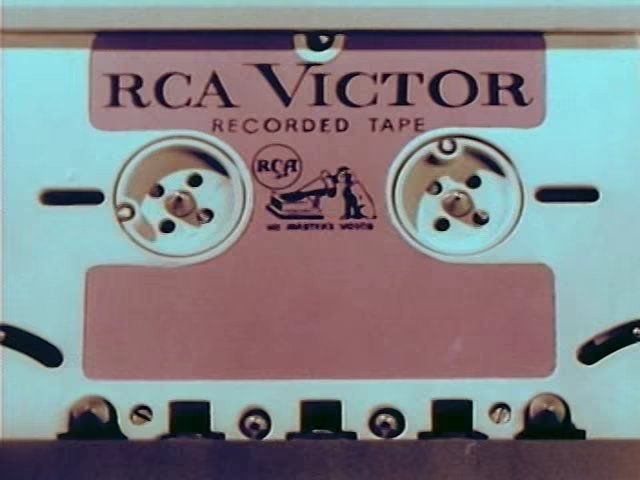 RCA VICTOR
RECORDED TAPE
RCA
HIS MASTER'S VOICE